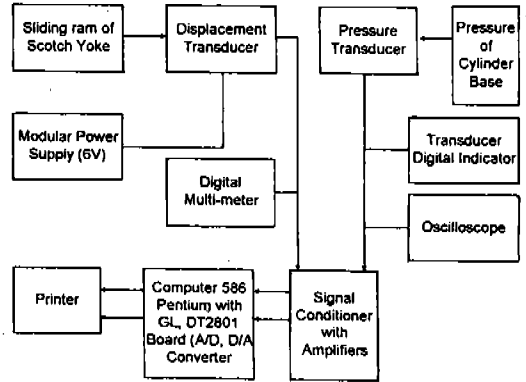 Sliding ram of
Scotch Yoke
Displacement
Transducer
Pressure
Transducer
Pressure
of
Cylinder
Base
Modular Power
Supply (6V)
Digital
Multi-meter
Transducer
Digital Indicator
Oscilloscope
Printer
Computer 586
Pentium with
GL, DT2801
Board (A/D, D/A
Converter
Signal
Conditioner
with
Amplifiers